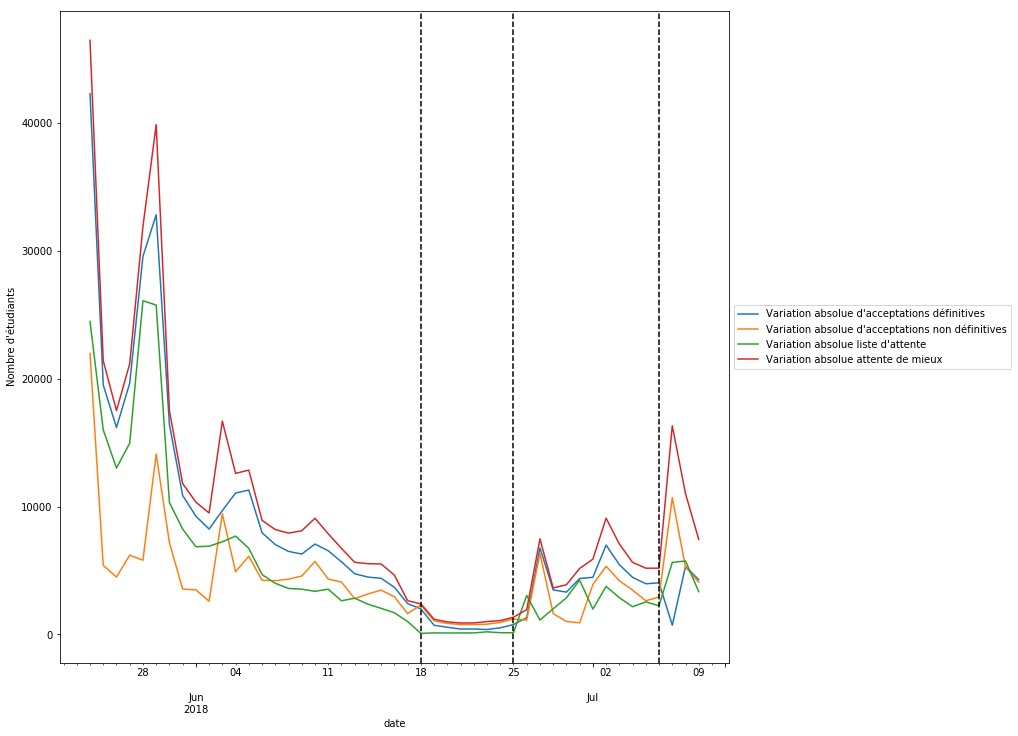 40000
30000
20000
10000
0
Nombre d'étudiants
28 04 11 18 25 02 09
Jun Jul
2018
date
Variation absolue d'acceptations définitives
Variation absolue d'acceptations non définitives
Variation absolue liste d'attente
Variation absolue attente de mieux